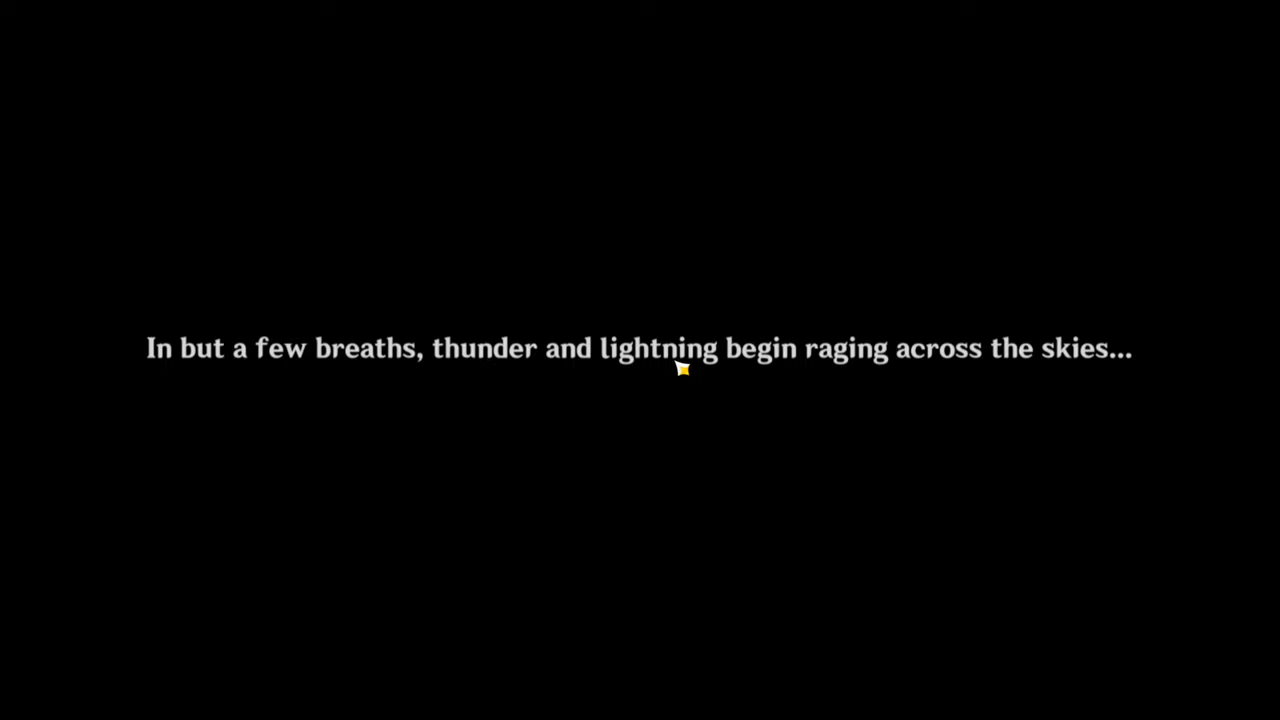 In but a few breaths, thunder and lightning begin raging across the skies...